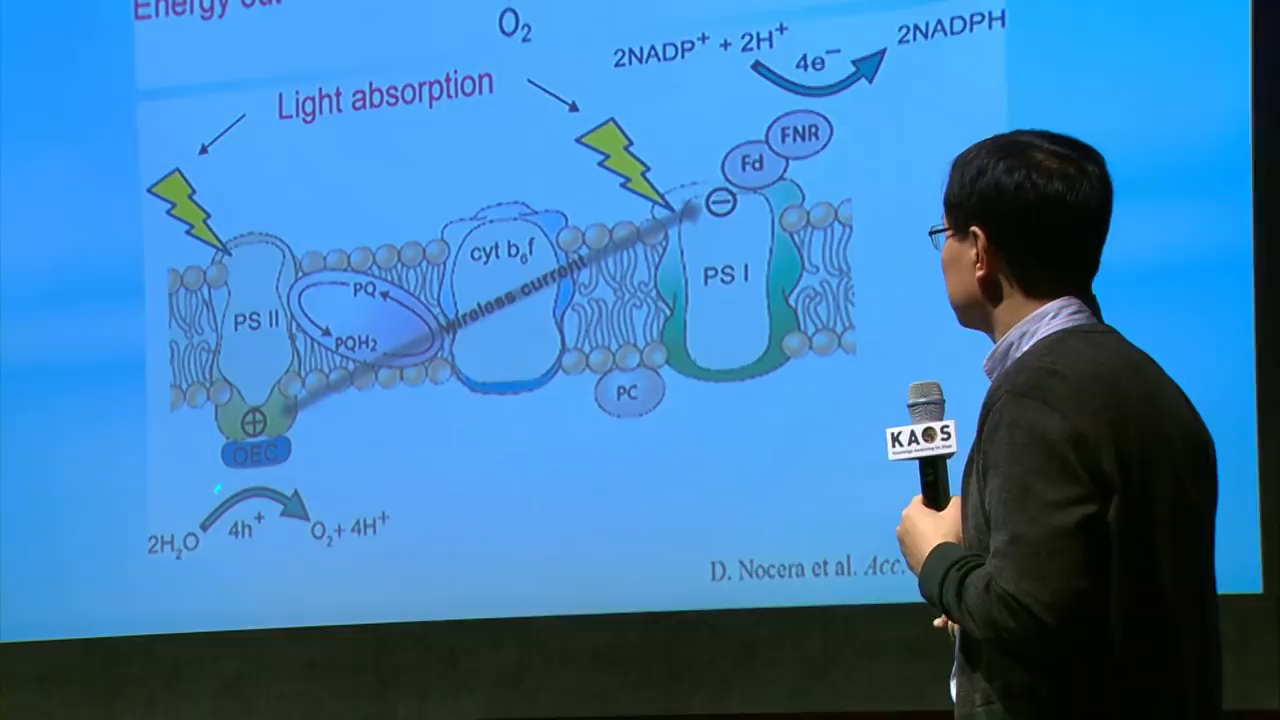 Energy out
O₂
2NADP⁺ + 2H⁺
4e⁻
2NADPH
Light absorption
FNR
Fd
cyt b₆f
PS I
PQ
PS II
PQH₂
wireless current
PC
OEC
KAOS
2H₂O
4h⁺
O₂ + 4H⁺
D. Nocera et al. Acc.